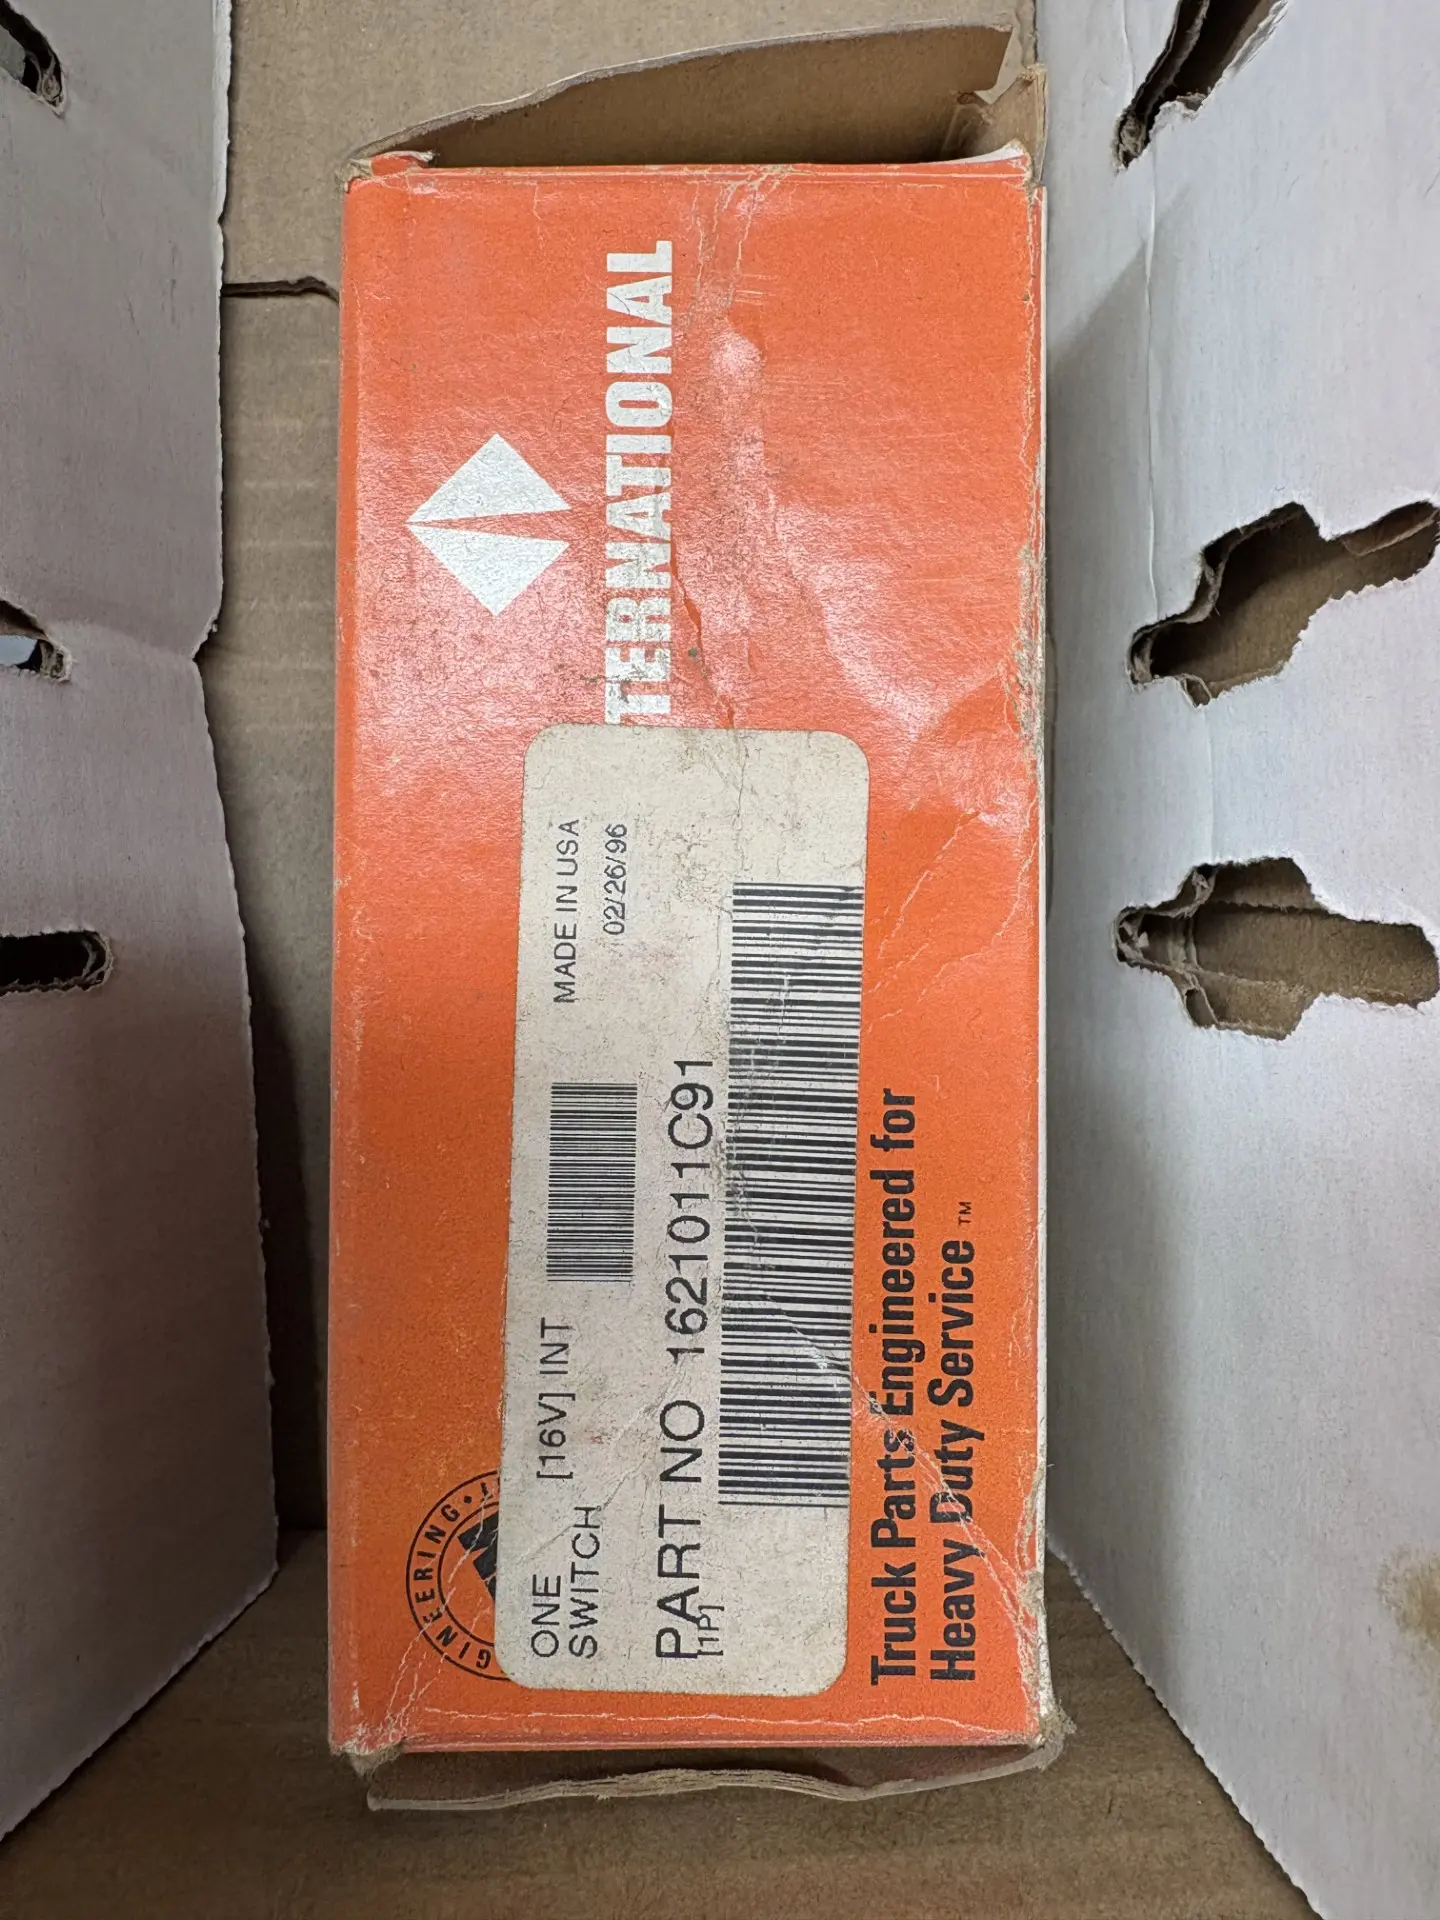 TERNATIONAL
MADE IN USA
02/26/96
ONE [16V] INT
SWITCH
PART NO 1621011C91
[1P]
GINEERING
Truck Parts Engineered for
Heavy Duty Service ™